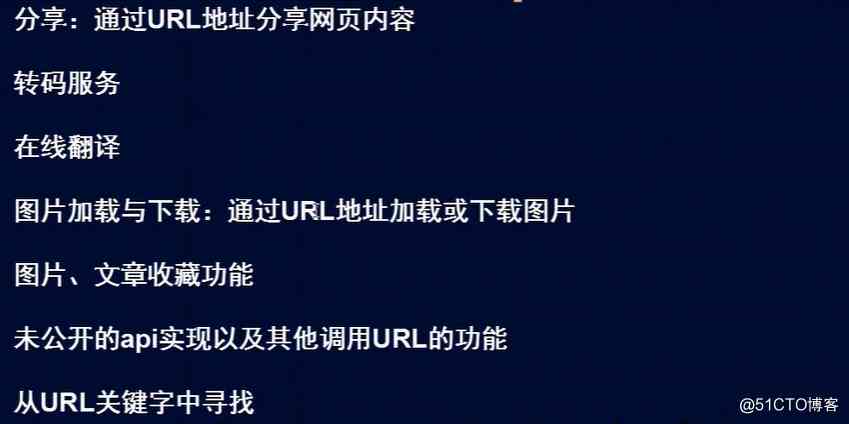 分享：通过URL地址分享网页内容
转码服务
在线翻译
图片加载与下载：通过URL地址加载或下载图片
图片、文章收藏功能
未公开的api实现以及其他调用URL的功能
从URL关键字中寻找
@51CTO博客